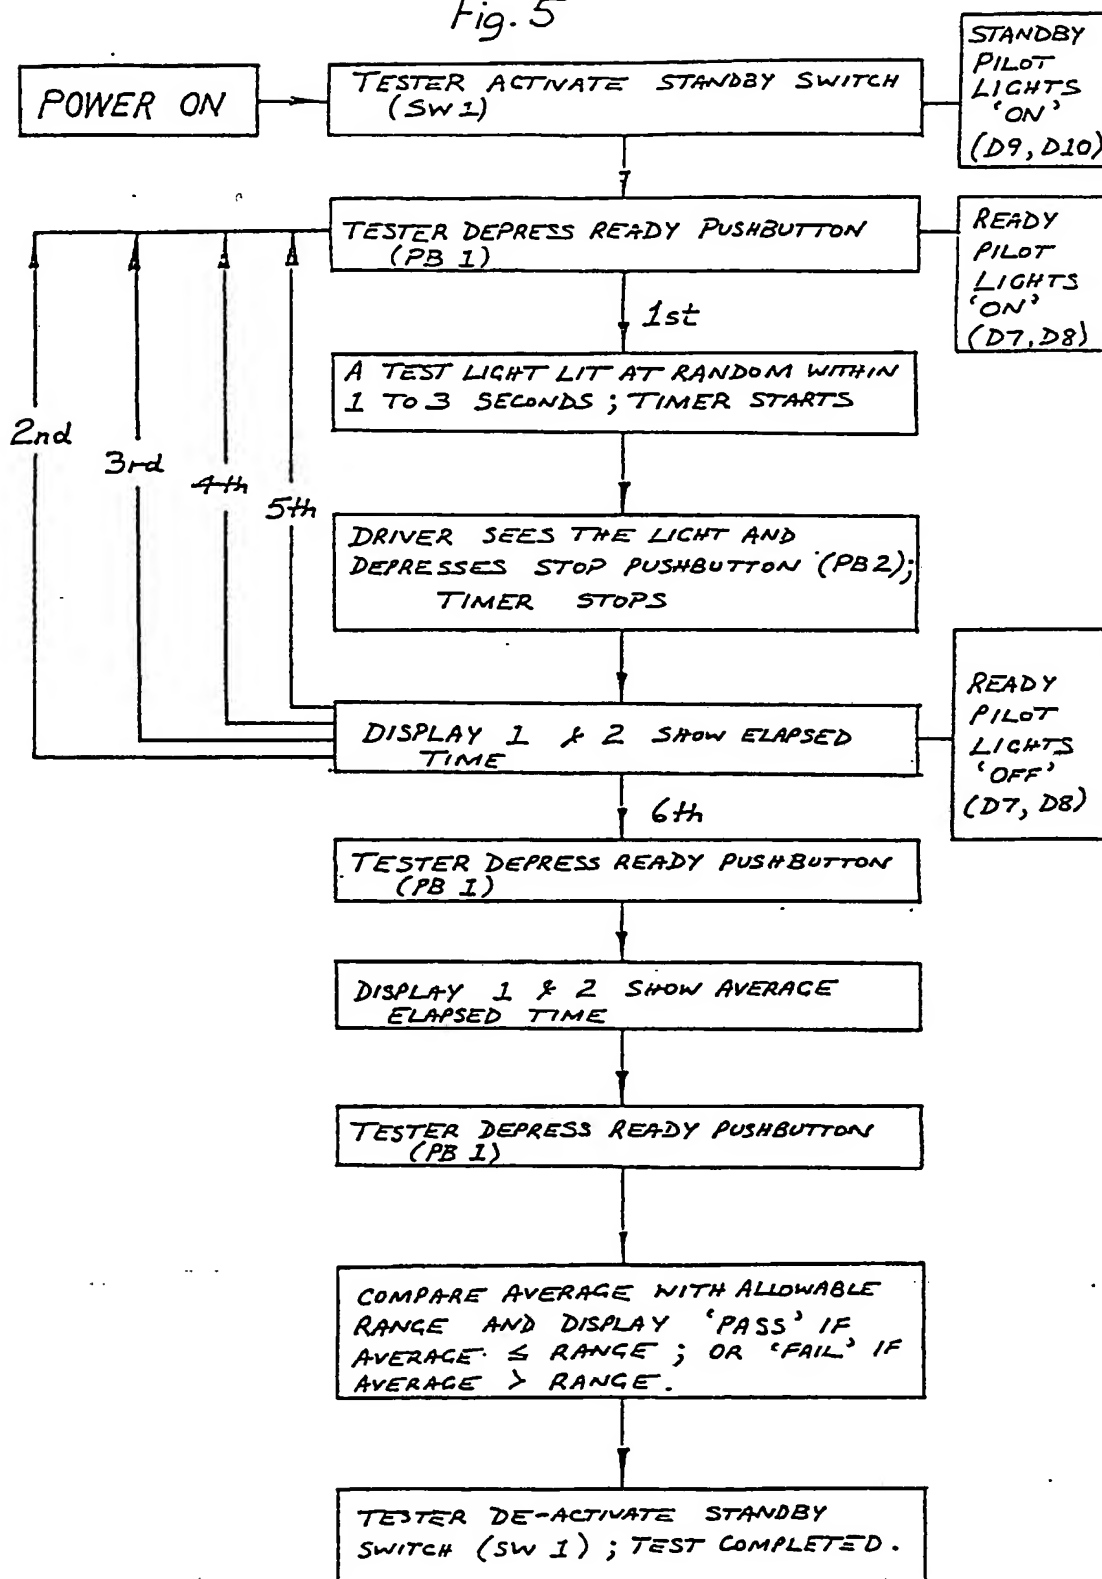 Fig. 5
POWER ON
TESTER ACTIVATE STANDBY SWITCH
(SW1)
STANDBY
PILOT
LIGHTS
'ON'
(D9, D10)
TESTER DEPRESS READY PUSHBUTTON
(PB 1)
READY
PILOT
LIGHTS
'ON'
(D7, D8)
1st
A TEST LIGHT LIT AT RANDOM WITHIN
1 TO 3 SECONDS ; TIMER STARTS
2nd
3rd
4th
5th
DRIVER SEES THE LIGHT AND
DEPRESSES STOP PUSHBUTTON (PB2);
TIMER STOPS
DISPLAY 1 & 2 SHOW ELAPSED
TIME
READY
PILOT
LIGHTS
'OFF'
(D7, D8)
6th
TESTER DEPRESS READY PUSHBUTTON
(PB 1)
DISPLAY 1 & 2 SHOW AVERAGE
ELAPSED TIME
TESTER DEPRESS READY PUSHBUTTON
(PB 1)
COMPARE AVERAGE WITH ALLOWABLE
RANGE AND DISPLAY 'PASS' IF
AVERAGE ≤ RANGE ; OR 'FAIL' IF
AVERAGE > RANGE.
TESTER DE-ACTIVATE STANDBY
SWITCH (SW 1) ; TEST COMPLETED.